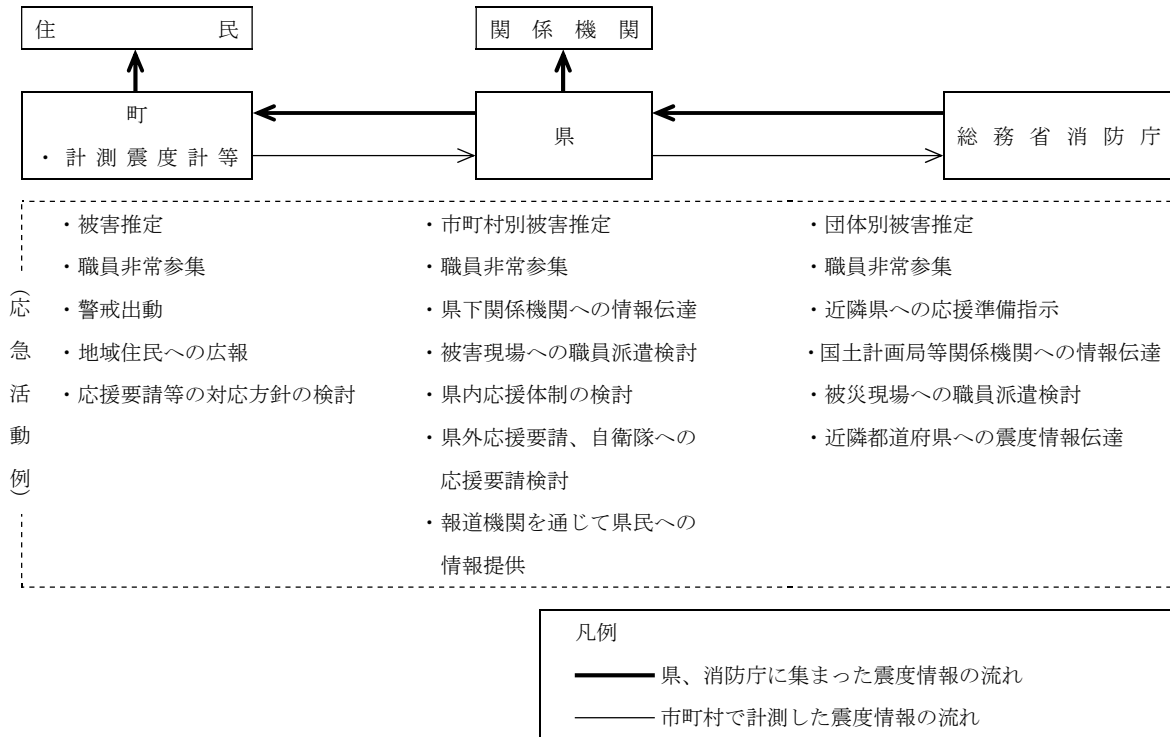 住民
関係機関
町
・計測震度計等
県
総務省消防庁
(応急活動例)
・被害推定
・職員非常参集
・警戒出動
・地域住民への広報
・応援要請等の対応方針の検討
・市町村別被害推定
・職員非常参集
・県下関係機関への情報伝達
・被害現場への職員派遣検討
・県内応援体制の検討
・県外応援要請、自衛隊への
応援要請検討
・報道機関を通じて県民への
情報提供
・団体別被害推定
・職員非常参集
・近隣県への応援準備指示
・国土計画局等関係機関への情報伝達
・被災現場への職員派遣検討
・近隣都道府県への震度情報伝達
凡例
県、消防庁に集まった震度情報の流れ
市町村で計測した震度情報の流れ